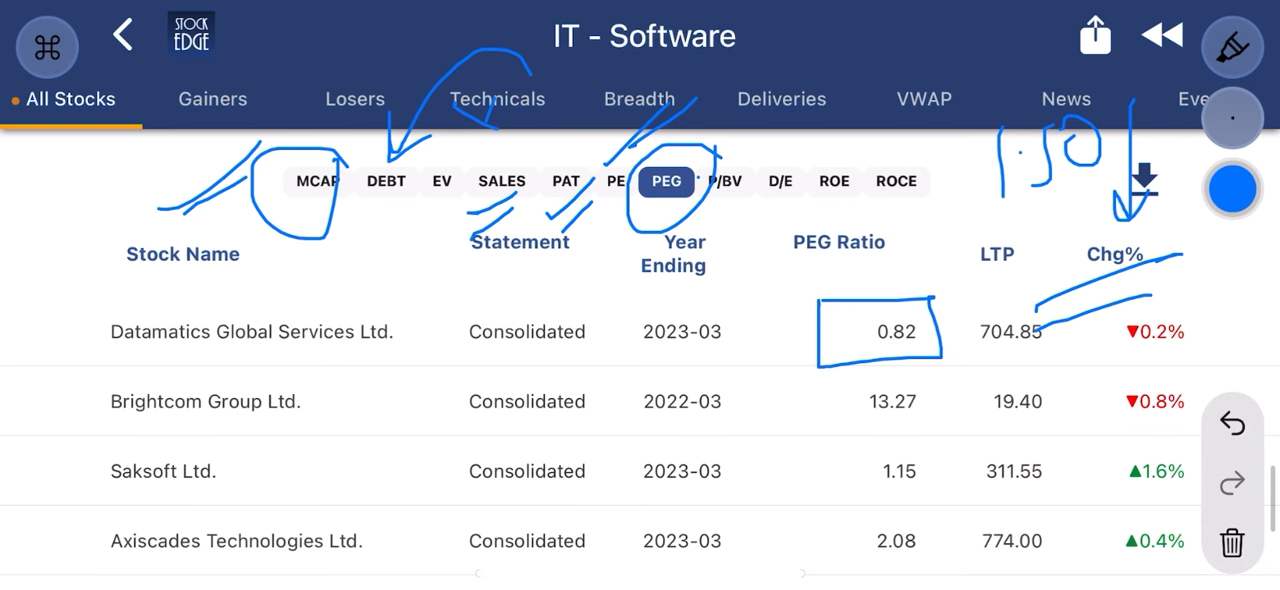 STOCK EDGE
IT - Software
All Stocks Gainers Losers Technicals Breadth Deliveries VWAP News Eve
1.50
MCAP DEBT EV SALES PAT PE PEG P/BV D/E ROE ROCE
Stock Name Statement Year Ending PEG Ratio LTP Chg%
Datamatics Global Services Ltd. Consolidated 2023-03 0.82 704.85 ▼0.2%
Brightcom Group Ltd. Consolidated 2022-03 13.27 19.40 ▼0.8%
Saksoft Ltd. Consolidated 2023-03 1.15 311.55 ▲1.6%
Axiscades Technologies Ltd. Consolidated 2023-03 2.08 774.00 ▲0.4%